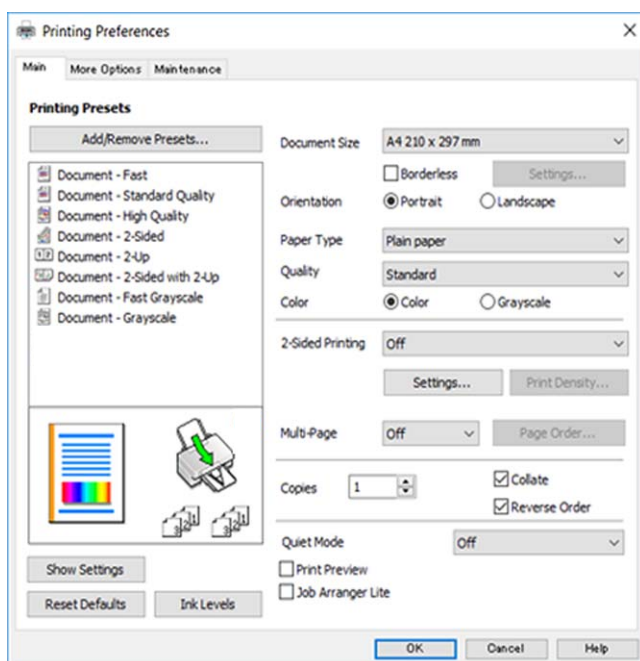 Printing Preferences
Main More Options Maintenance
Printing Presets
Add/Remove Presets...
Document - Fast
Document - Standard Quality
Document - High Quality
Document - 2-Sided
Document - 2-Up
Document - 2-Sided with 2-Up
Document - Fast Grayscale
Document - Grayscale
Show Settings
Reset Defaults Ink Levels
Document Size A4 210 x 297 mm
Borderless Settings...
Orientation Portrait Landscape
Paper Type Plain paper
Quality Standard
Color Color Grayscale
2-Sided Printing Off
Settings... Print Density...
Multi-Page Off Page Order...
Copies 1 Collate
Reverse Order
Quiet Mode Off
Print Preview
Job Arranger Lite
OK Cancel Help